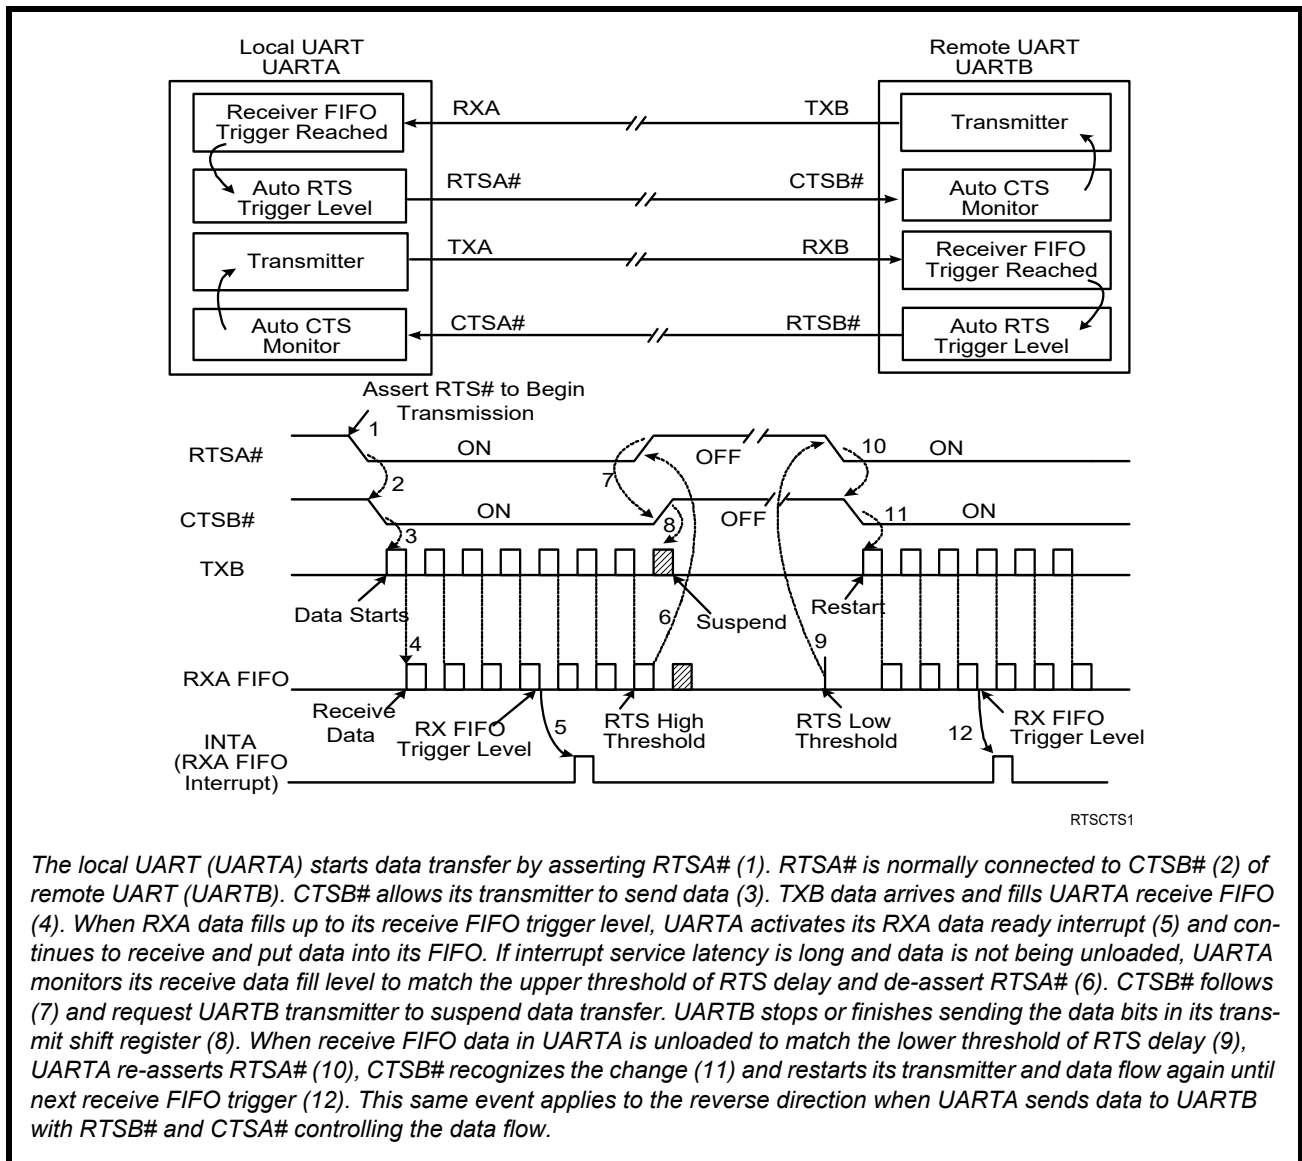 Local UART
UARTA
Remote UART
UARTB
Receiver FIFO
Trigger Reached
RXA
TXB
Transmitter
Auto RTS
Trigger Level
RTSA#
CTSB#
Auto CTS
Monitor
Transmitter
TXA
RXB
Receiver FIFO
Trigger Reached
Auto CTS
Monitor
CTSA#
RTSB#
Auto RTS
Trigger Level
Assert RTS# to Begin
Transmission
RTSA#
1
ON
7
OFF
10
ON
2
CTSB#
ON
8
OFF
11
ON
3
TXB
Data Starts
Suspend
Restart
4
6
9
RXA FIFO
Receive
Data
RX FIFO
Trigger Level
5
RTS High
Threshold
RTS Low
Threshold
12
RX FIFO
Trigger Level
INTA
(RXA FIFO
Interrupt)
RTSCTS1
The local UART (UARTA) starts data transfer by asserting RTSA# (1). RTSA# is normally connected to CTSB# (2) of
remote UART (UARTB). CTSB# allows its transmitter to send data (3). TXB data arrives and fills UARTA receive FIFO
(4). When RXA data fills up to its receive FIFO trigger level, UARTA activates its RXA data ready interrupt (5) and con-
tinues to receive and put data into its FIFO. If interrupt service latency is long and data is not being unloaded, UARTA
monitors its receive data fill level to match the upper threshold of RTS delay and de-assert RTSA# (6). CTSB# follows
(7) and request UARTB transmitter to suspend data transfer. UARTB stops or finishes sending the data bits in its trans-
mit shift register (8). When receive FIFO data in UARTA is unloaded to match the lower threshold of RTS delay (9),
UARTA re-asserts RTSA# (10), CTSB# recognizes the change (11) and restarts its transmitter and data flow again until
next receive FIFO trigger (12). This same event applies to the reverse direction when UARTA sends data to UARTB
with RTSB# and CTSA# controlling the data flow.